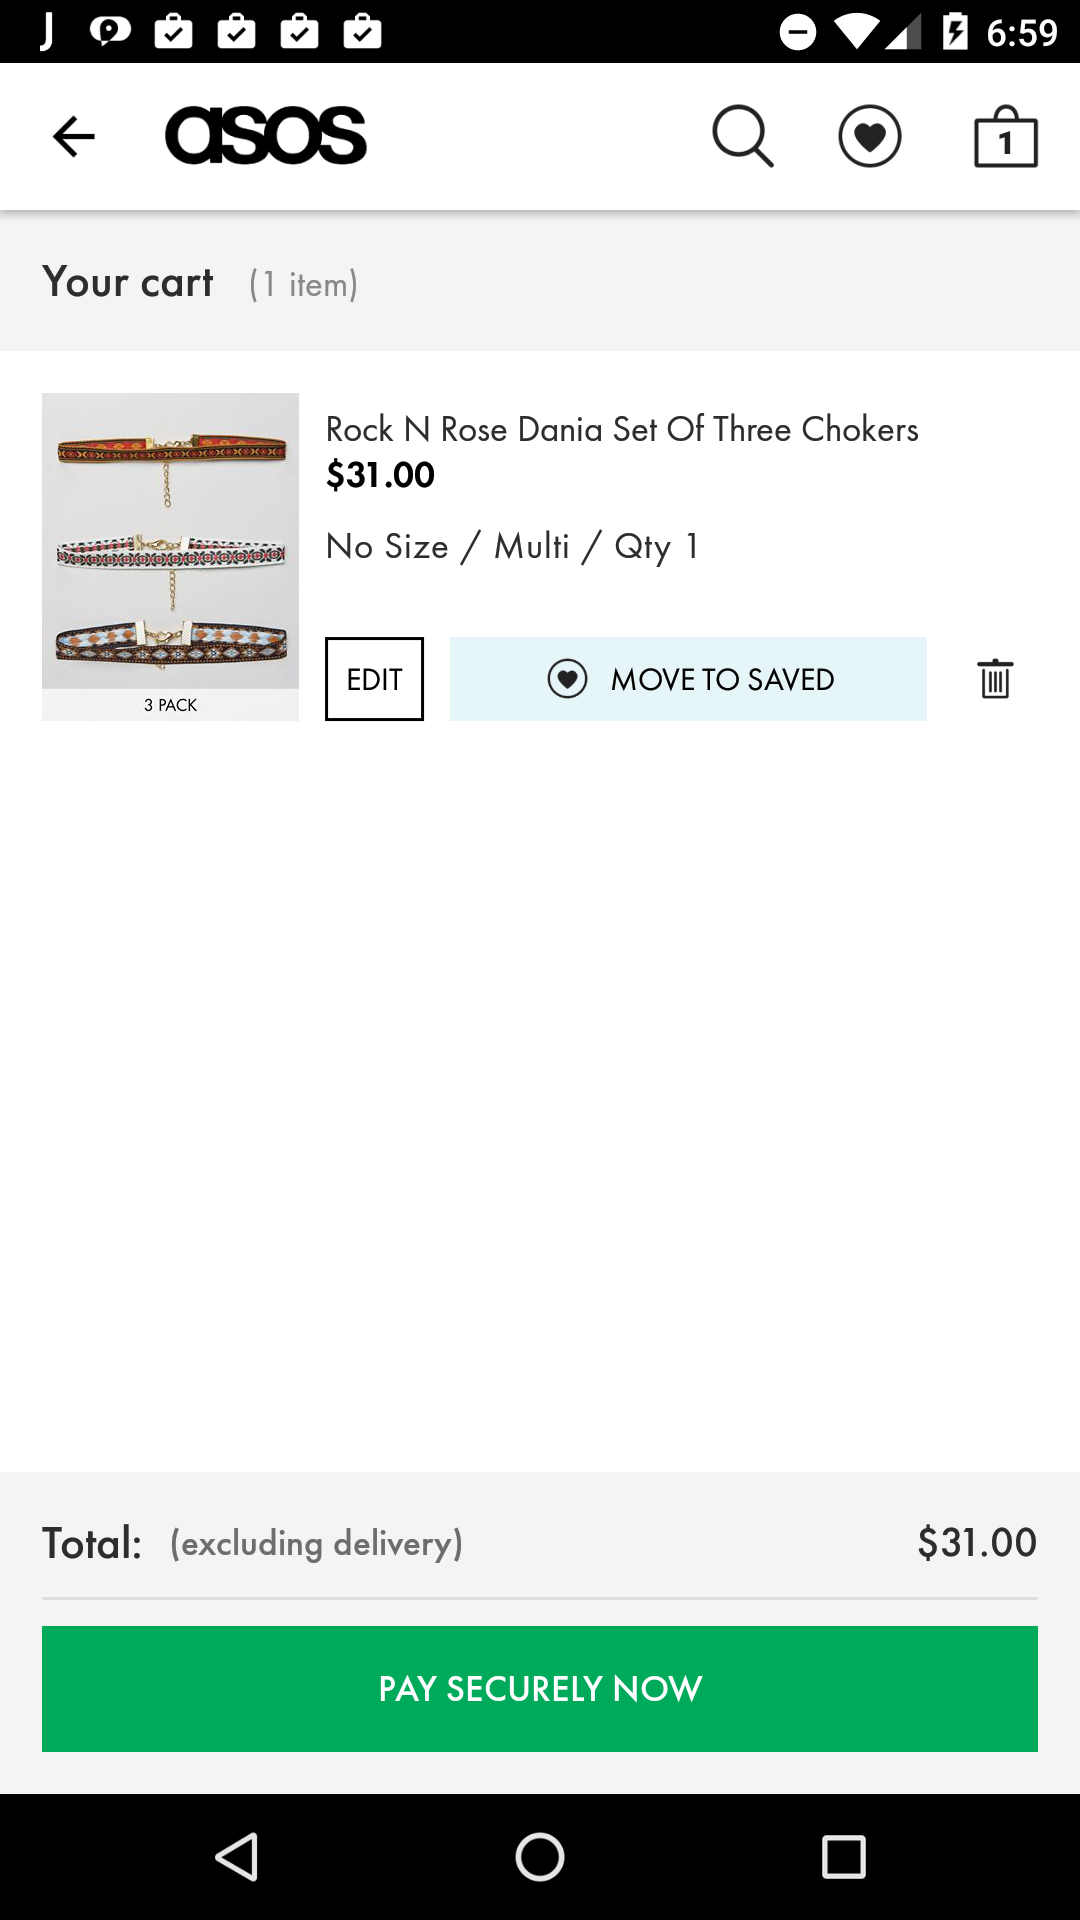 6:59
asos
1
Your cart (1 item)
Rock N Rose Dania Set Of Three Chokers
$31.00
No Size / Multi / Qty 1
3 PACK
EDIT
MOVE TO SAVED
Total: (excluding delivery) $31.00
PAY SECURELY NOW